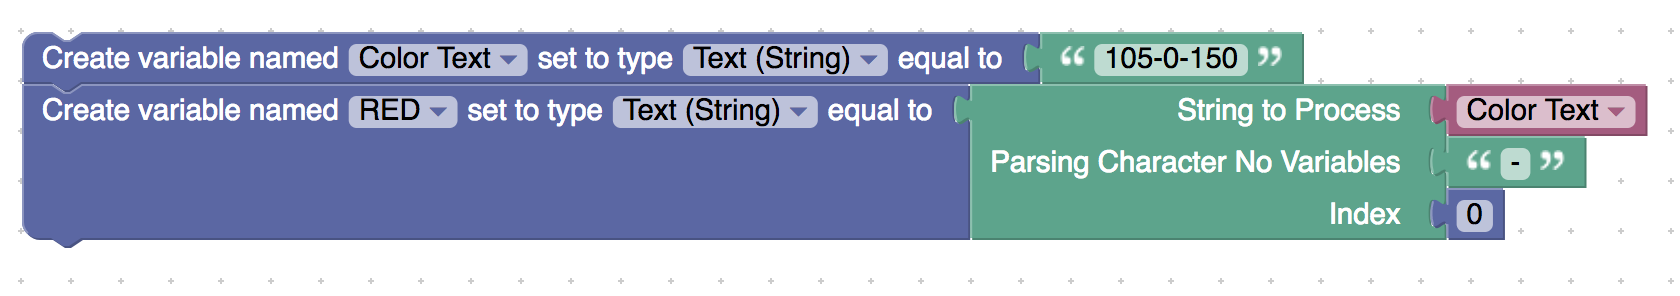 Create variable named Color Text set to type Text (String) equal to “ 105-0-150 ”
Create variable named RED set to type Text (String) equal to String to Process Color Text
Parsing Character No Variables “ - ”
Index 0